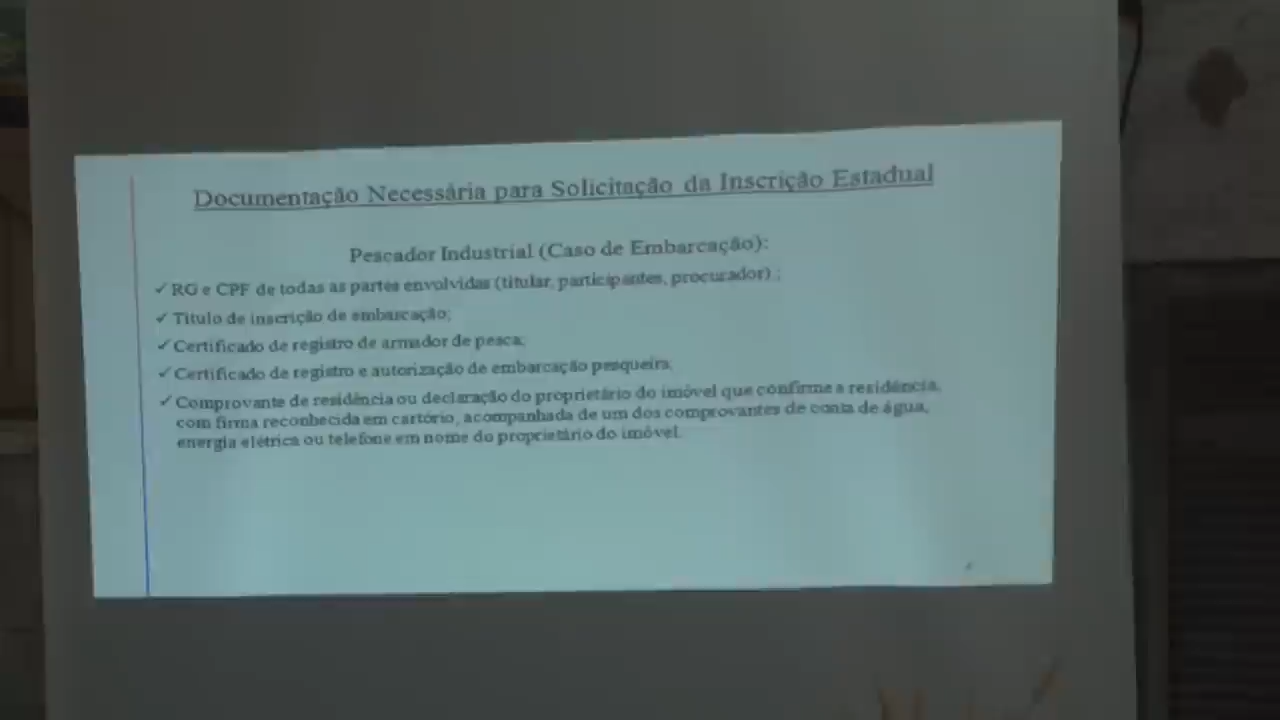 Documentação Necessária para Solicitação da Inscrição Estadual
Pescador Industrial (Caso de Embarcação):
✓ RG e CPF de todas as partes envolvidas (titular, participantes, procurador) ;
✓ Titulo de inscrição de embarcação;
✓ Certificado de registro de armador de pesca;
✓ Certificado de registro e autorização de embarcação pesqueira;
✓ Comprovante de residência ou declaração do proprietário do imóvel que confirme a residência,
com firma reconhecida em cartório, acompanhada de um dos comprovantes de conta de água,
energia elétrica ou telefone em nome do proprietário do imóvel.